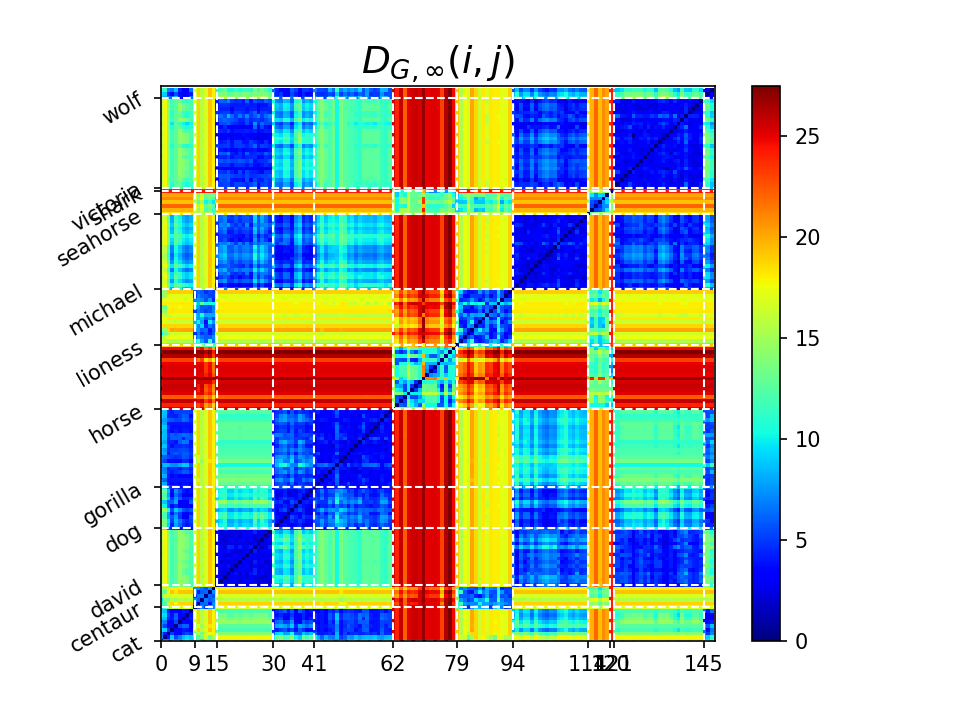 D_{G,∞}(i, j)
wolf
victoria
shark
seahorse
michael
lioness
horse
gorilla
dog
david
centaur
cat
0 9 15 30 41 62 79 94 145
25
20
15
10
5
0